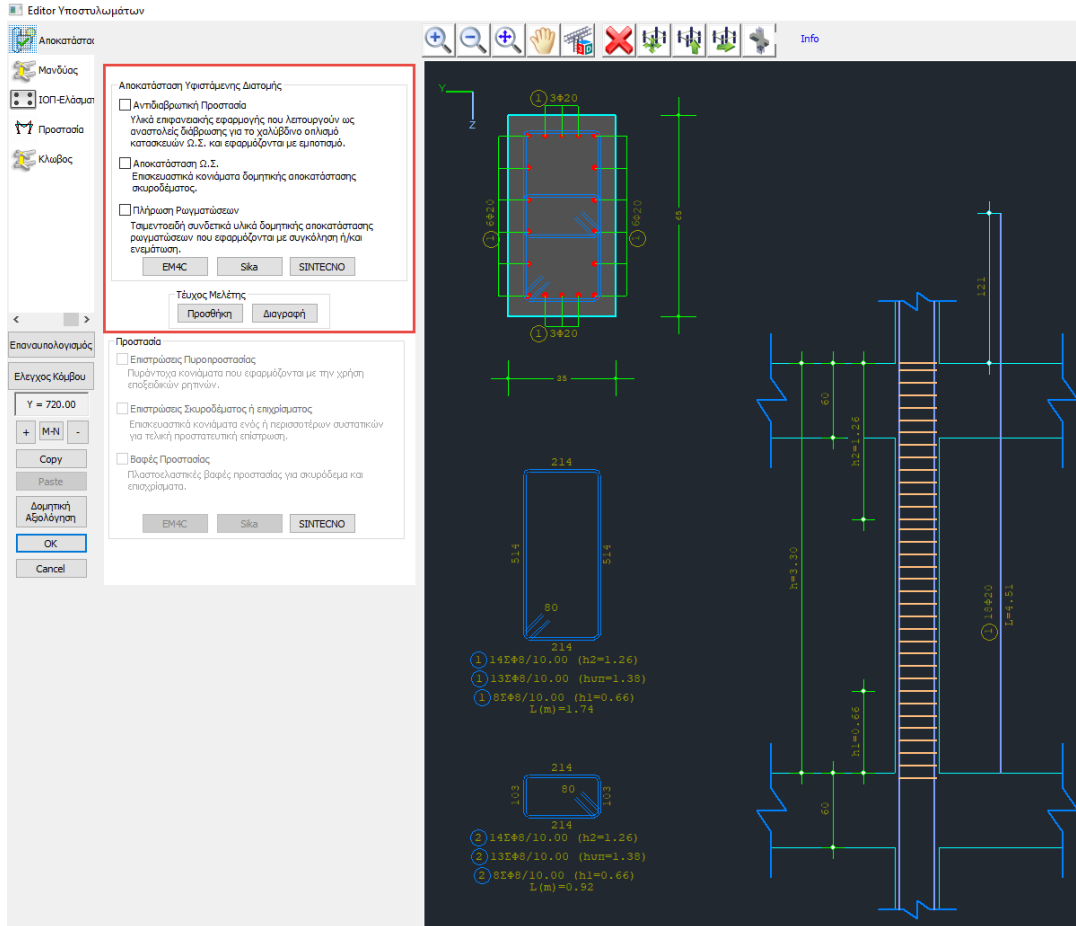 Editor Υποστυλωμάτων
Αποκατάστασ
Μανδύας
ΙΟΠ-Ελάσματ
Προστασία
Κλωβος
Επαναυπολογισμός
Ελεγχος Κόμβου
Y = 720.00
+ M-N -
Copy
Paste
Δομητική
Αξιολόγηση
OK
Cancel
Αποκατάσταση Υφιστάμενης Διατομής
Αντιδιαβρωτική Προστασία
Υλικά επιφανειακής εφαρμογής που λειτουργούν ως
αναστολείς διάβρωσης για το χαλύβδινο οπλισμό
κατασκευών Ω.Σ. και εφαρμόζονται με εμποτισμό.
Αποκατάσταση Ω.Σ.
Επισκευαστικά κονιάματα δομητικής αποκατάστασης
σκυροδέματος.
Πλήρωση Ρωγματώσεων
Τσιμεντοειδή συνδετικά υλικά δομητικής αποκατάστασης
ρωγματώσεων που εφαρμόζονται με συγκόληση ή/και
ενεμάτωση.
EM4C Sika SINTECNO
Τέυχος Μελέτης
Προσθήκη Διαγραφή
Προστασία
Επιστρώσεις Πυροπροστασίας
Πυράντοχα κονιάματα που εφαρμόζονται με την χρήση
εποξειδικών ρητινών.
Επιστρώσεις Σκυροδέματος ή επιχρίσματος
Επισκευαστικά κονιάματα ενός ή περισσοτέρων συστατικών
για τελική προστατευτική επίστρωση.
Βαφές Προστασίας
Πλαστοελαστικές βαφές προστασίας για σκυρόδεμα και
επισχρίσματα.
EM4C Sika SINTECNO
Info
Y
Z
1 3Φ20
1 6Φ20
1 6Φ20
65
1 3Φ20
35
214
514
514
80
214
1 14ΣΦ8/10.00 (h2=1.26)
1 13ΣΦ8/10.00 (hυπ=1.38)
1 8ΣΦ8/10.00 (h1=0.66)
L(m)=1.74
214
103
80
103
214
2 14ΣΦ8/10.00 (h2=1.26)
2 13ΣΦ8/10.00 (hυπ=1.38)
2 8ΣΦ8/10.00 (h1=0.66)
L(m)=0.92
121
60
h2=1.26
h=3.30
1 18Φ20
L=4.51
h1=0.66
60